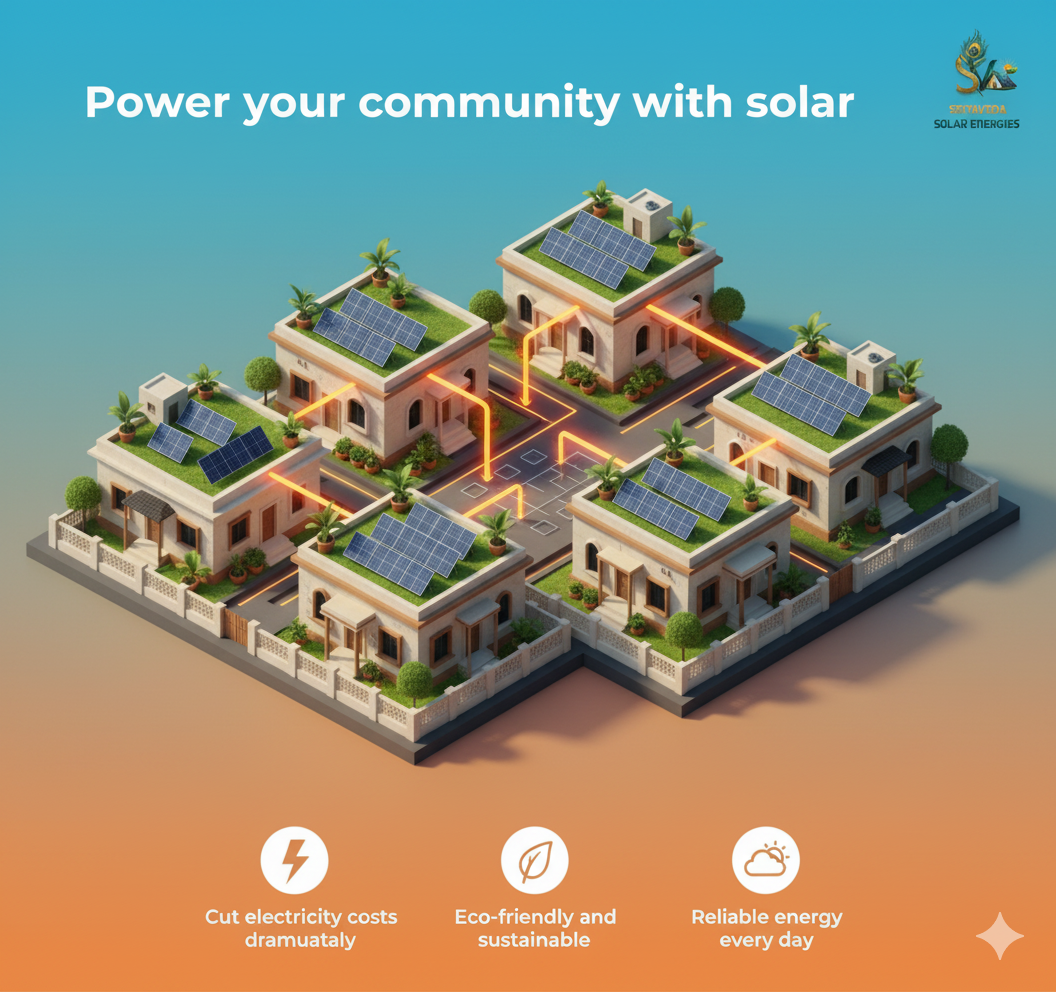 Power your community with solar
SOLAR ENERGIES
Cut electricity costs
dramuataly
Eco-friendly and
sustainable
Reliable energy
every day